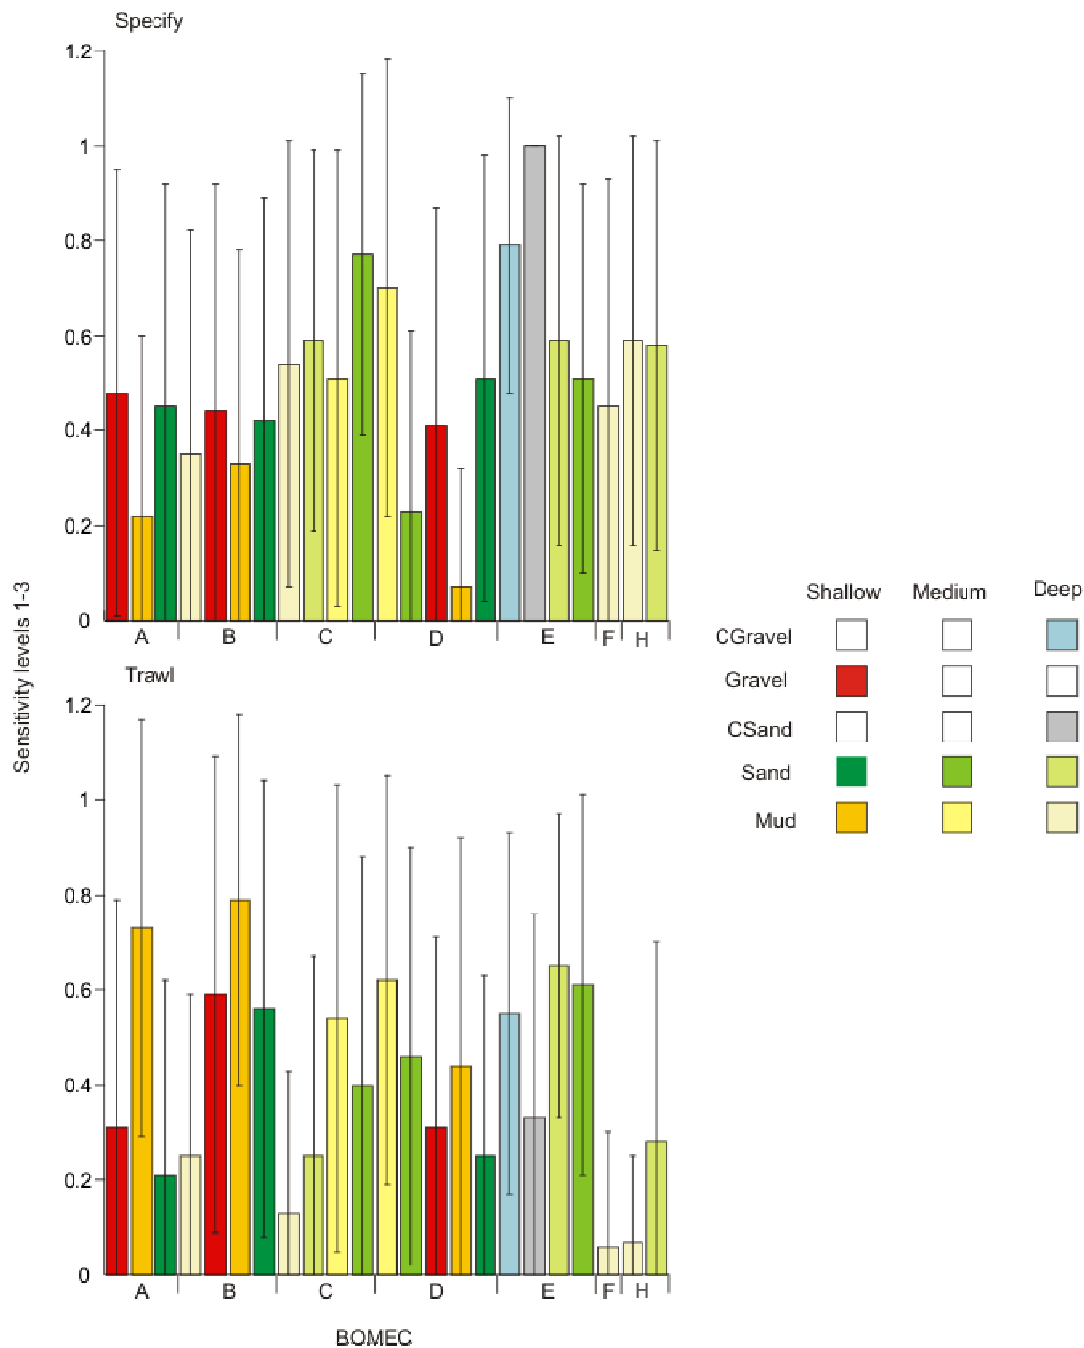 Specify
1.2
1
0.8
0.6
0.4
0.2
0
A B C D E F H
Sensitivity levels 1-3
Shallow Medium Deep
CGravel
Gravel
CSand
Sand
Mud
Trawl
1.2
1
0.8
0.6
0.4
0.2
0
A B C D E F H
BOMEC